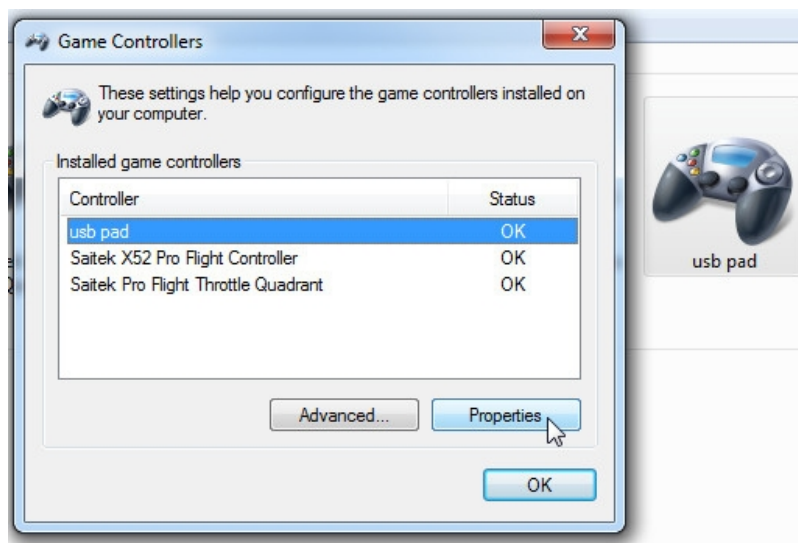 Game Controllers
These settings help you configure the game controllers installed on
your computer.
Installed game controllers
Controller Status
usb pad OK
Saitek X52 Pro Flight Controller OK
Saitek Pro Flight Throttle Quadrant OK
Advanced... Properties
OK
usb pad